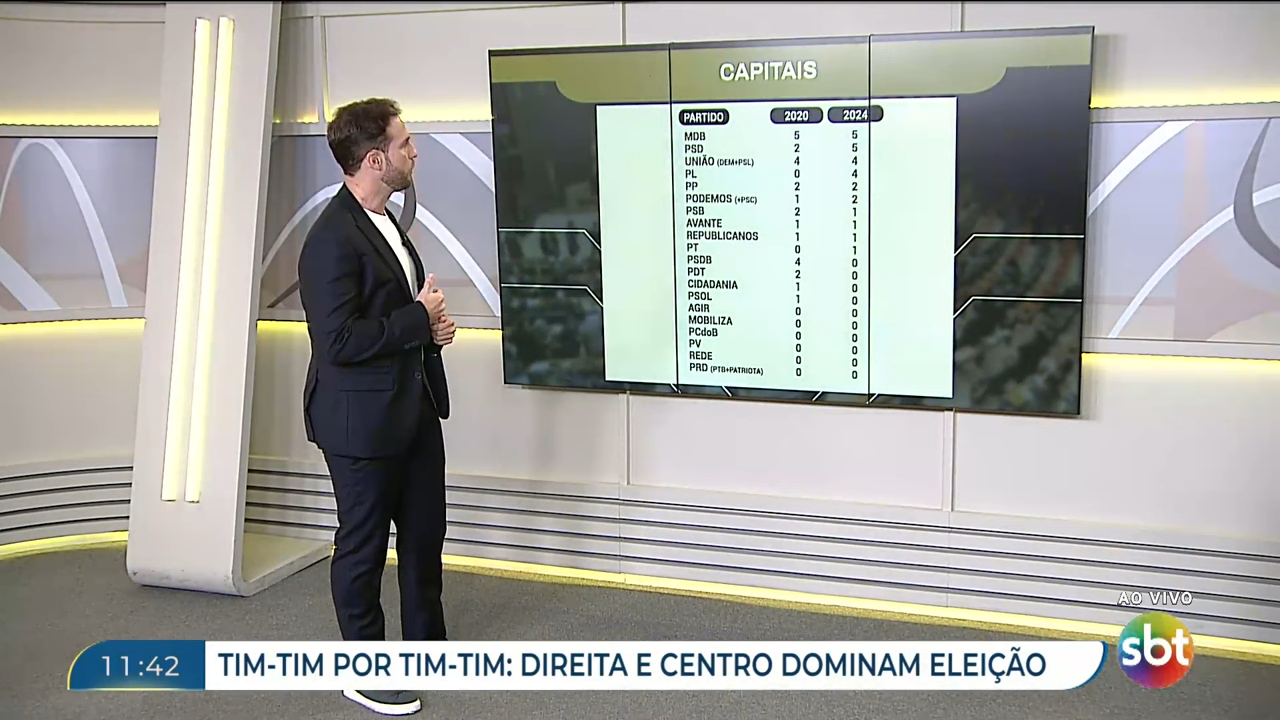 CAPITAIS
PARTIDO 2020 2024
MDB 5 5
PSD 2 5
UNIÃO (DEM+PSL) 4 4
PL 0 4
PP 2 2
PODEMOS (+PSC) 1 2
PSB 2 1
AVANTE 1 1
REPUBLICANOS 1 1
PT 0 1
PSDB 4 0
PDT 2 0
CIDADANIA 1 0
PSOL 1 0
AGIR 0 0
MOBILIZA 0 0
PCdoB 0 0
PV 0 0
REDE 0 0
PRD (PTB+PATRIOTA) 0 0
AO VIVO
sbt
11:42 TIM-TIM POR TIM-TIM: DIREITA E CENTRO DOMINAM ELEIÇÃO